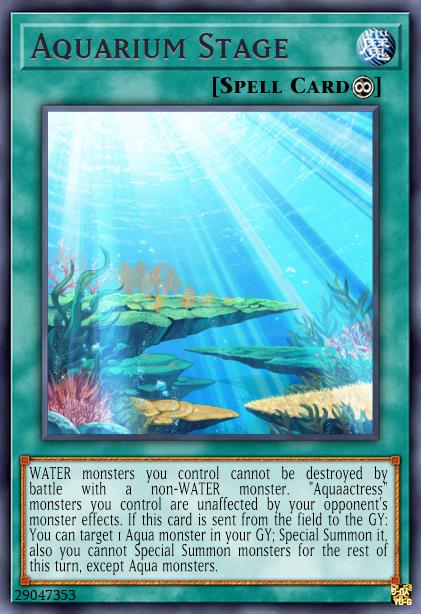 AQUARIUM STAGE
魔
[SPELL CARD]
WATER monsters you control cannot be destroyed by
battle with a non-WATER monster. "Aquaactress"
monsters you control are unaffected by your opponent's
monster effects. If this card is sent from the field to the GY:
You can target 1 Aqua monster in your GY; Special Summon it,
also you cannot Special Summon monsters for the rest of
this turn, except Aqua monsters.
29047353